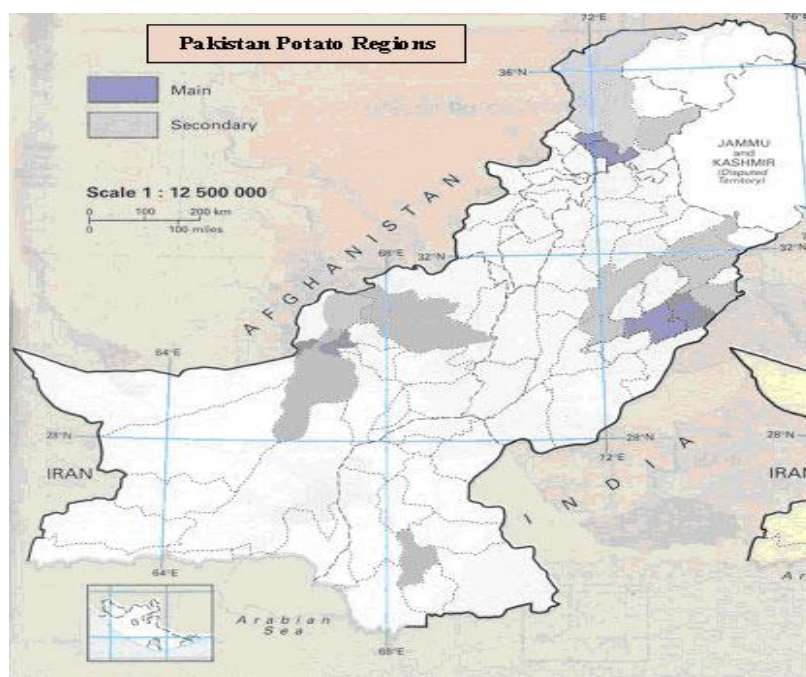 Pakistan Potato Regions
72°E
76°E
36°N
Main
Secondary
JAMMU
and
KASHMIR
(Disputed
Territory)
Scale 1 : 12 500 000
0 100 200 km
0 100 miles
AFGHANISTAN
68°E
32°N
32°N
64°E
28°N
28°N
28°N
72°E
IRAN
INDIA
IRAN
64°E
Arabian
Sea
68°E